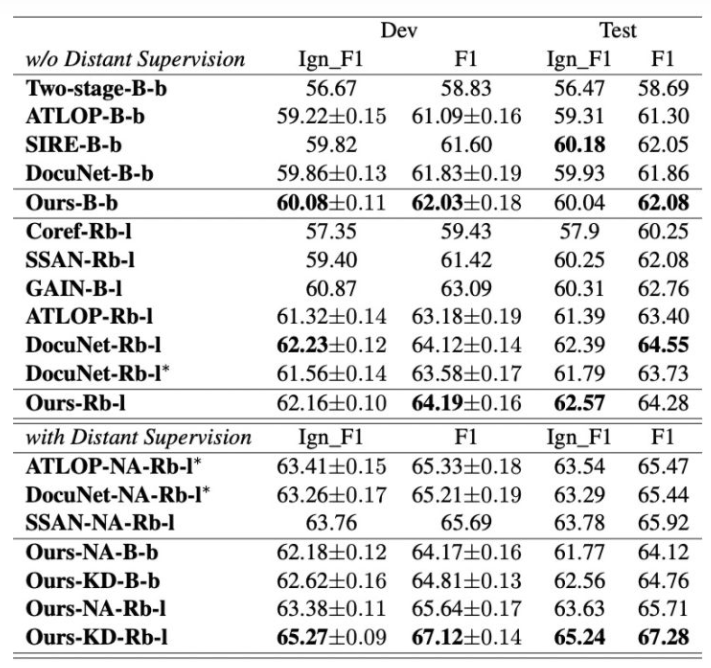 Dev Test
w/o Distant Supervision Ign_F1 F1 Ign_F1 F1
Two-stage-B-b 56.67 58.83 56.47 58.69
ATLOP-B-b 59.22±0.15 61.09±0.16 59.31 61.30
SIRE-B-b 59.82 61.60 60.18 62.05
DocuNet-B-b 59.86±0.13 61.83±0.19 59.93 61.86
Ours-B-b 60.08±0.11 62.03±0.18 60.04 62.08
Coref-Rb-l 57.35 59.43 57.9 60.25
SSAN-Rb-l 59.40 61.42 60.25 62.08
GAIN-B-l 60.87 63.09 60.31 62.76
ATLOP-Rb-l 61.32±0.14 63.18±0.19 61.39 63.40
DocuNet-Rb-l 62.23±0.12 64.12±0.14 62.39 64.55
DocuNet-Rb-l* 61.56±0.14 63.58±0.17 61.79 63.73
Ours-Rb-l 62.16±0.10 64.19±0.16 62.57 64.28
with Distant Supervision Ign_F1 F1 Ign_F1 F1
ATLOP-NA-Rb-l* 63.41±0.15 65.33±0.18 63.54 65.47
DocuNet-NA-Rb-l* 63.26±0.17 65.21±0.19 63.29 65.44
SSAN-NA-Rb-l 63.76 65.69 63.78 65.92
Ours-NA-B-b 62.18±0.12 64.17±0.16 61.77 64.12
Ours-KD-B-b 62.62±0.16 64.81±0.13 62.56 64.76
Ours-NA-Rb-l 63.38±0.11 65.64±0.17 63.63 65.71
Ours-KD-Rb-l 65.27±0.09 67.12±0.14 65.24 67.28